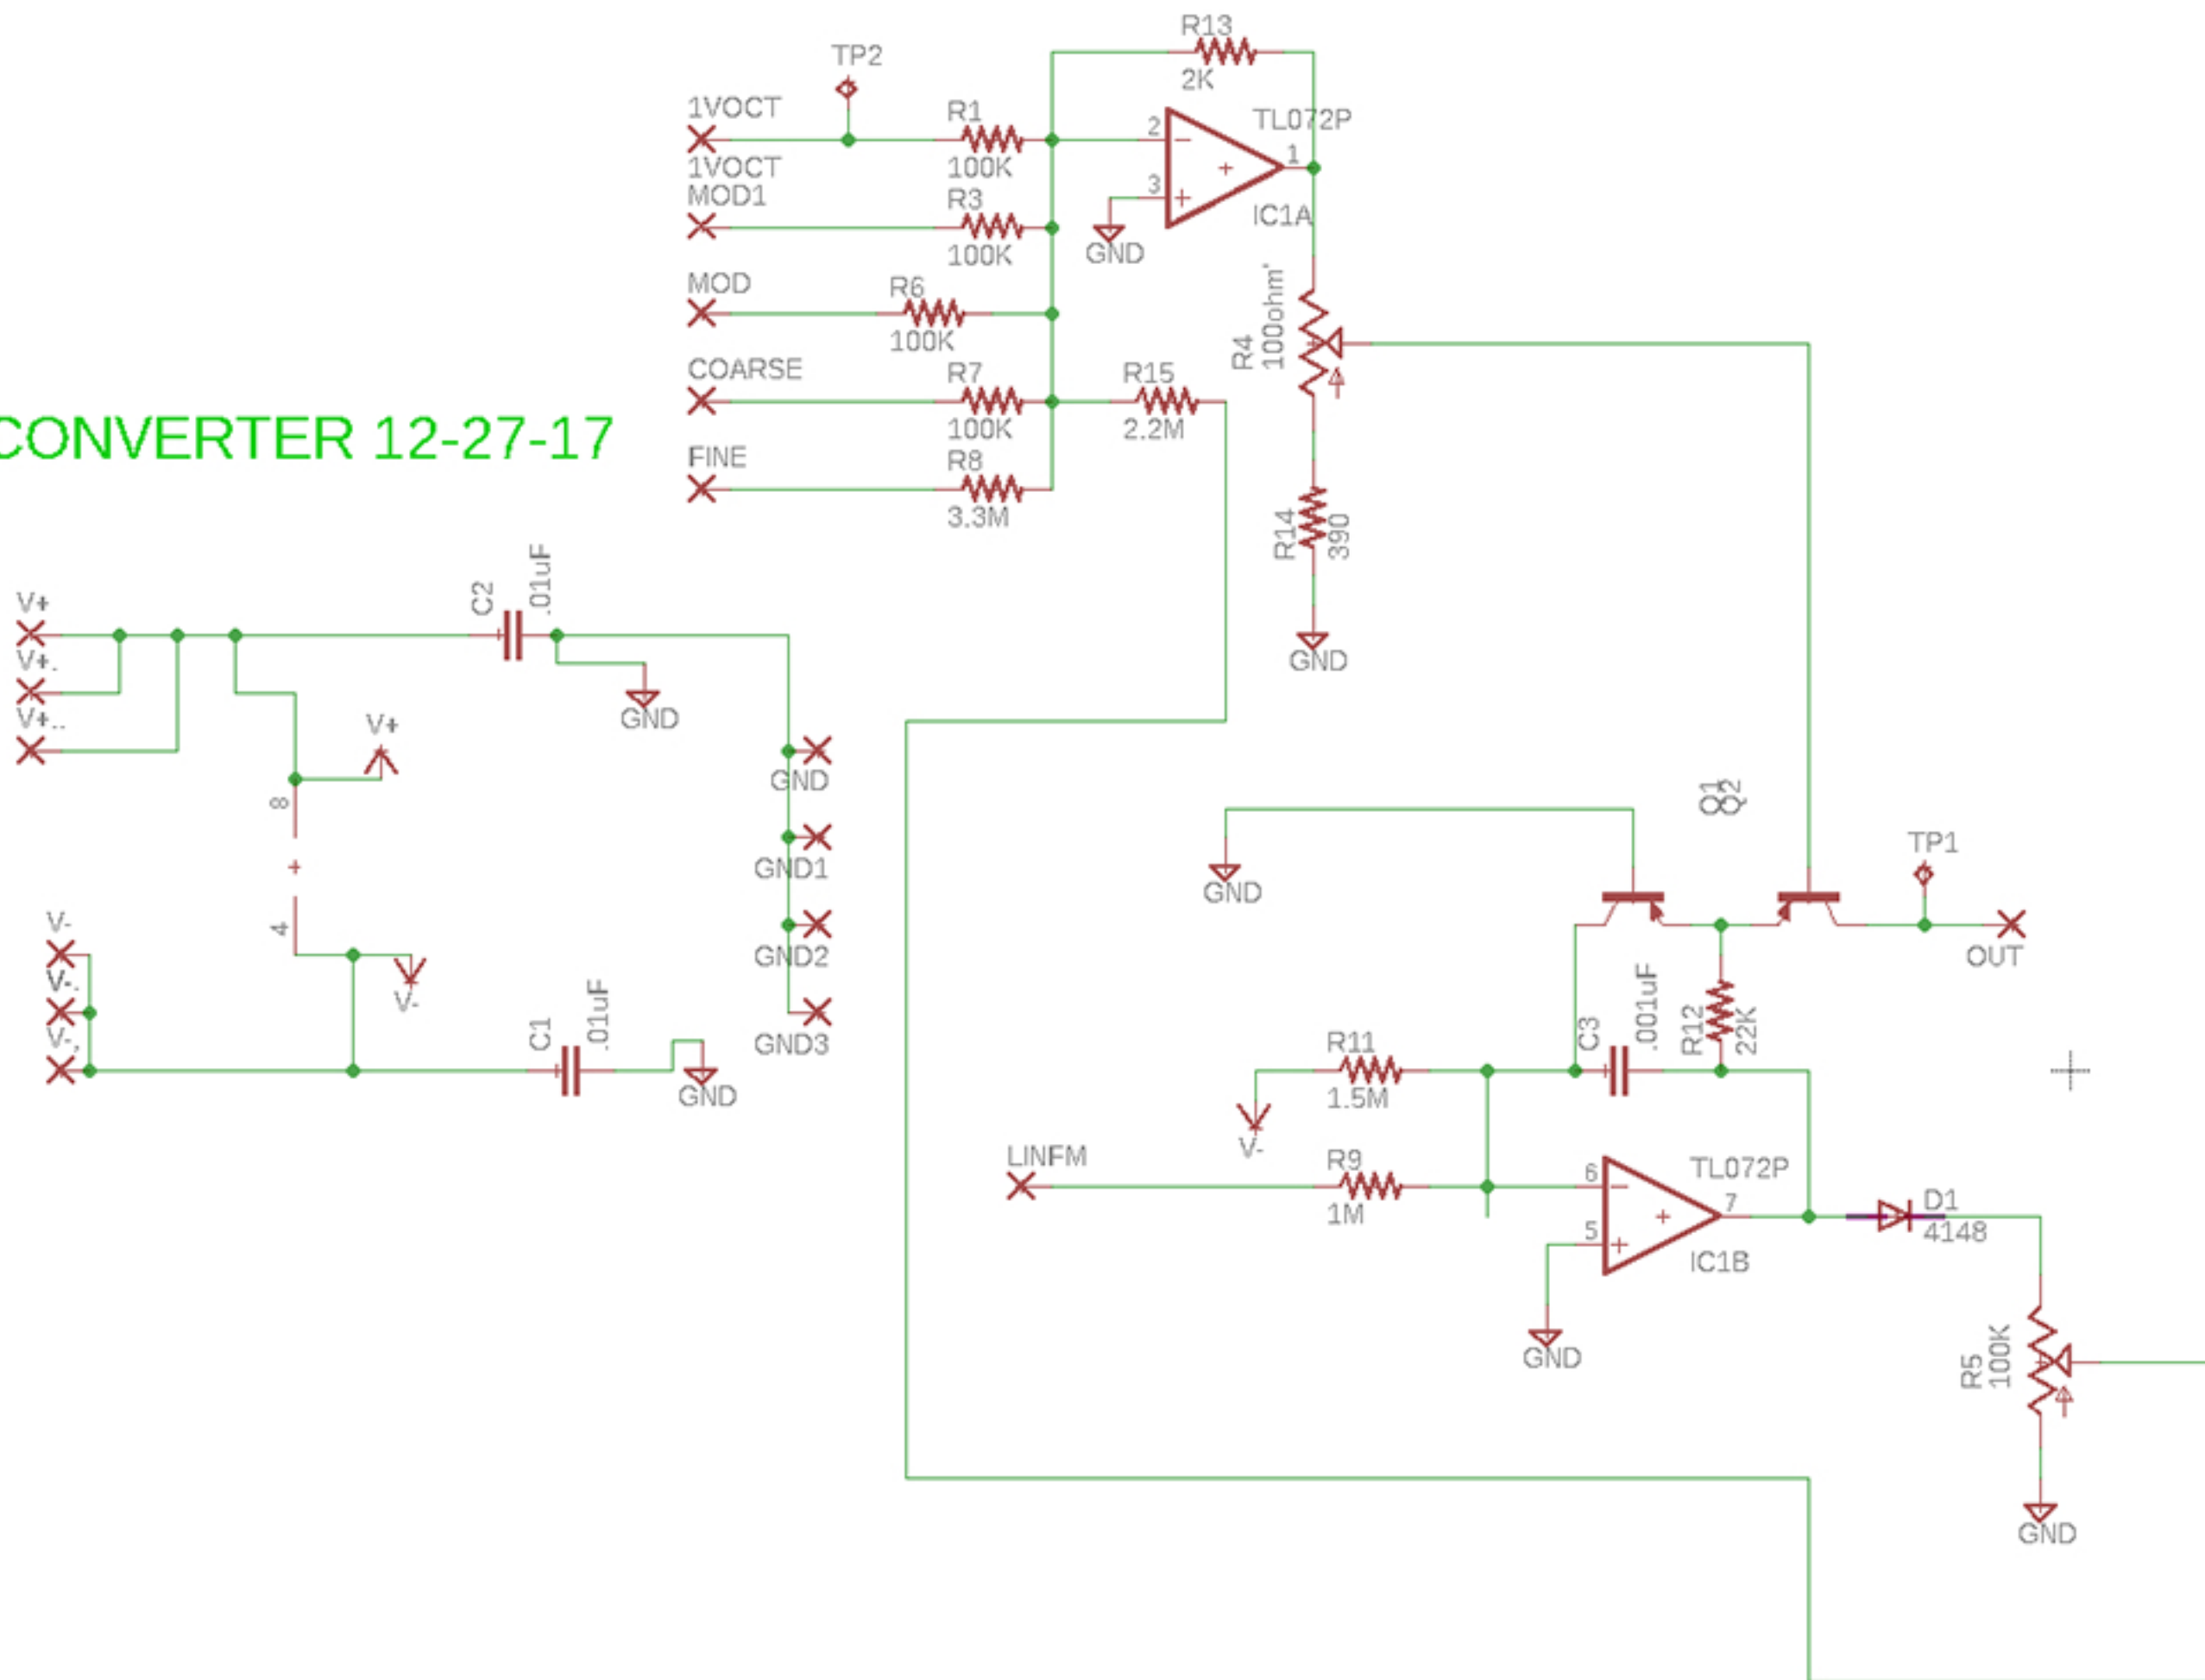 R13
2K
TP2
1VOCT
R1
TL072P
2
1
1VOCT
100K
3
MOD1
R3
IC1A
100K
GND
MOD
R6
100K
R4
100ohm'
COARSE
R7
R15
100K
2.2M
CONVERTER 12-27-17
FINE
R8
3.3M
R14
390
GND
C2
.01uF
V+
V+.
V+..
GND
V+
8
GND
GND1
GND2
GND3
4
V-
V-
V-.
V-,
C1
.01uF
GND
GND
Q1
Q2
TP1
OUT
C3
.001uF
R12
22K
R11
1.5M
V-
LINFM
R9
1M
TL072P
6
7
5
IC1B
GND
D1
4148
R5
100K
GND